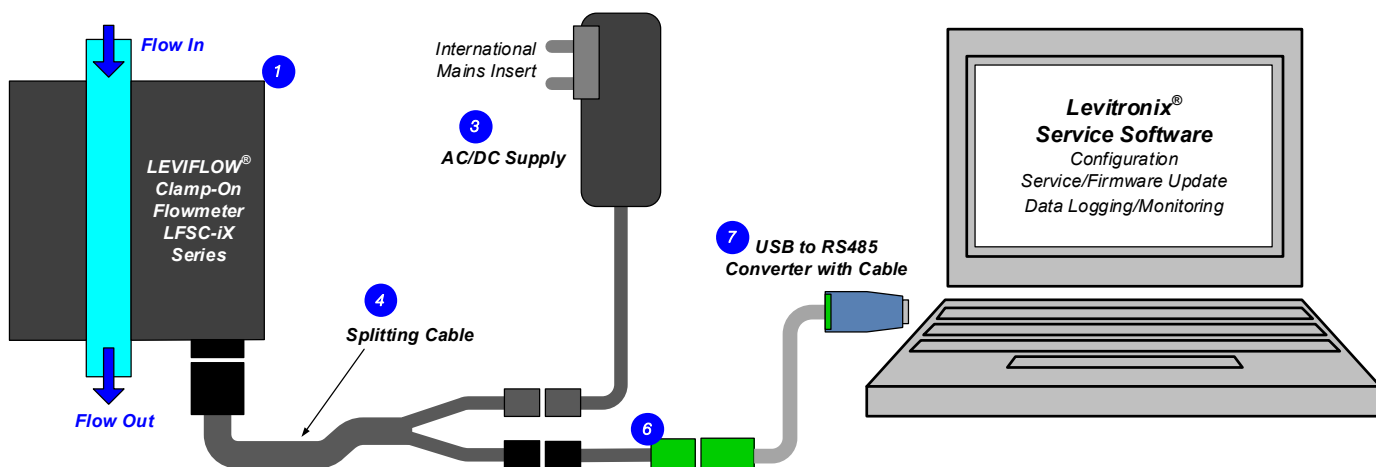 Flow In
1
LEVIFLOW®
Clamp-On
Flowmeter
LFSC-iX
Series
Flow Out
International
Mains Insert
3
AC/DC Supply
4
Splitting Cable
6
7
USB to RS485
Converter with Cable
Levitronix®
Service Software
Configuration
Service/Firmware Update
Data Logging/Monitoring